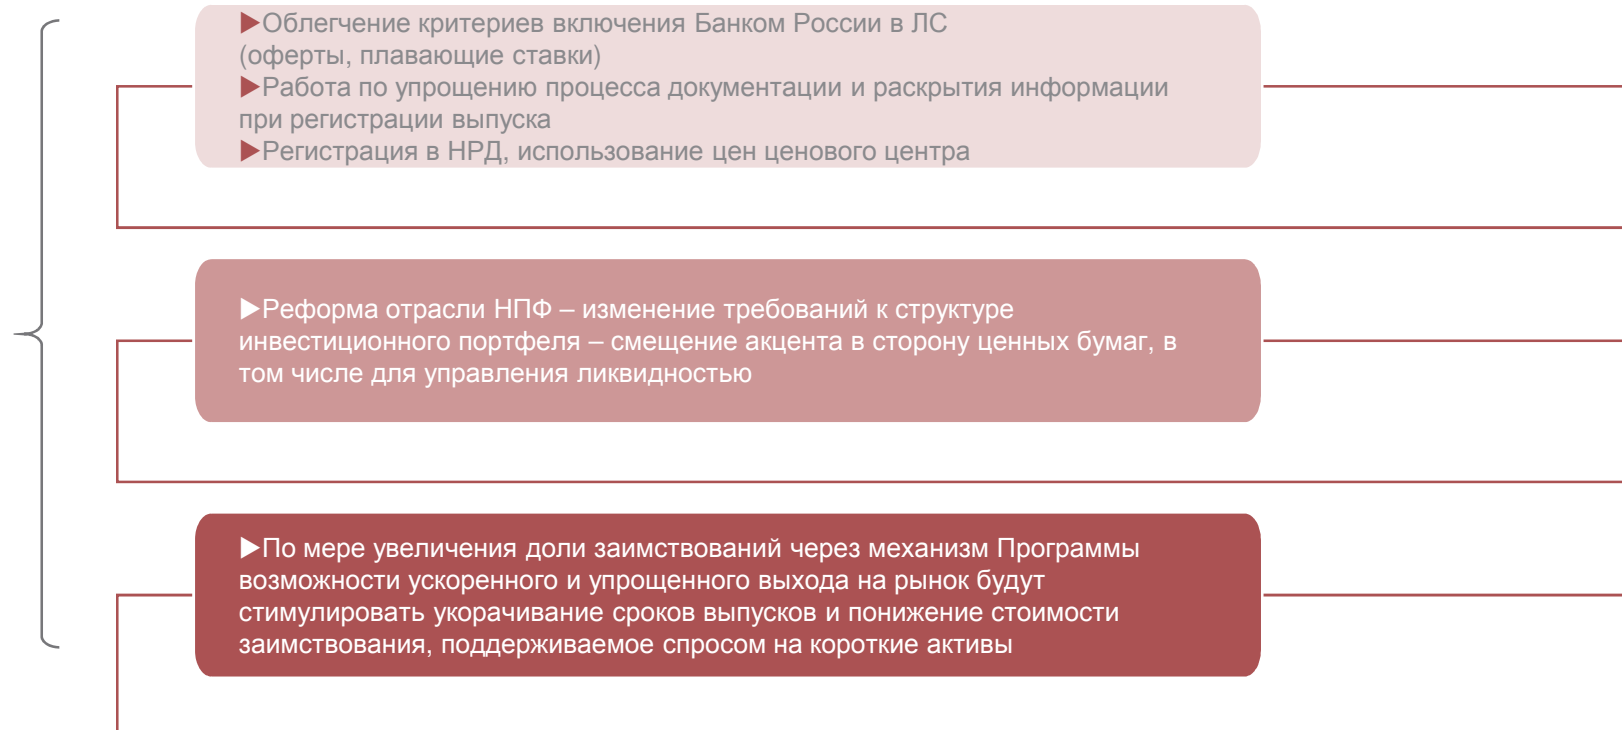 ▶Облегчение критериев включения Банком России в ЛС
(оферты, плавающие ставки)
▶Работа по упрощению процесса документации и раскрытия информации
при регистрации выпуска
▶Регистрация в НРД, использование цен ценового центра
▶Реформа отрасли НПФ – изменение требований к структуре
инвестиционного портфеля – смещение акцента в сторону ценных бумаг, в
том числе для управления ликвидностью
▶По мере увеличения доли заимствований через механизм Программы
возможности ускоренного и упрощенного выхода на рынок будут
стимулировать укорачивание сроков выпусков и понижение стоимости
заимствования, поддерживаемое спросом на короткие активы